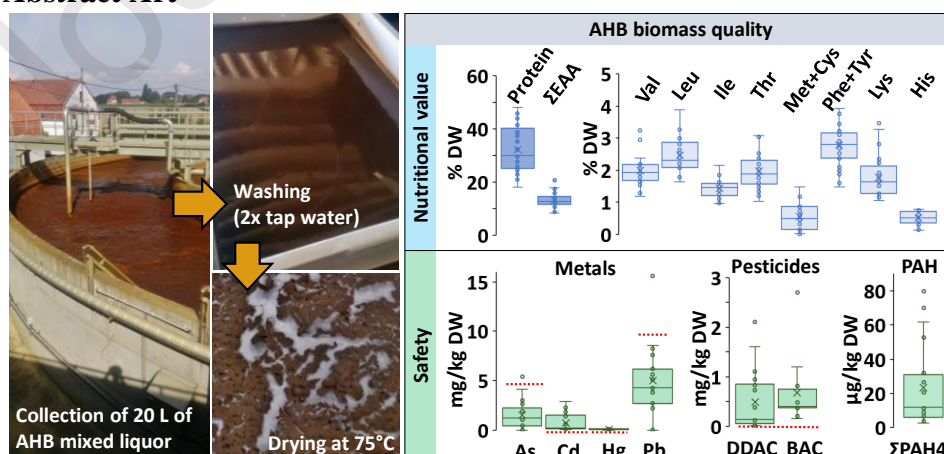 AHB biomass quality
Washing
(2x tap water)
Collection of 20 L of
AHB mixed liquor
Drying at 75°C
Nutritional value
% DW
60
40
20
0
Protein
ΣEAA
% DW
5
4
3
2
1
0
Val
Leu
Ile
Thr
Met+Cys
Phe+Tyr
Lys
His
Safety
Metals
mg/kg DW
15
10
5
0
As
Cd
Hg
Pb
Pesticides
mg/kg DW
3
2
1
0
DDAC
BAC
PAH
µg/kg DW
80
60
40
20
0
ΣPAH4